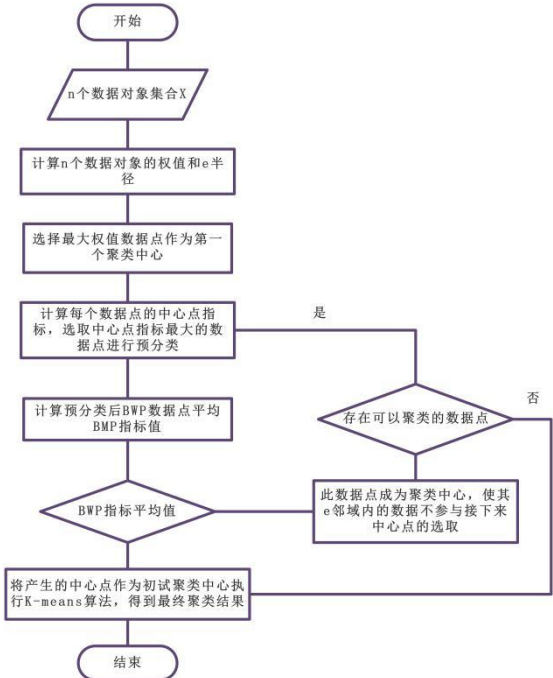 开始
n个数据对象集合X
计算n个数据对象的权值和e半
径
选择最大权值数据点作为第一
个聚类中心
计算每个数据点的中心点指
标，选取中心点指标最大的数
据点进行预分类
是
计算预分类后BWP数据点平均
BMP指标值
存在可以聚类的数据点
否
BWP指标平均值
此数据点成为聚类中心，使其
e邻域内的数据不参与接下来
中心点的选取
将产生的中心点作为初试聚类中心执
行K-means算法，得到最终聚类结果
结束